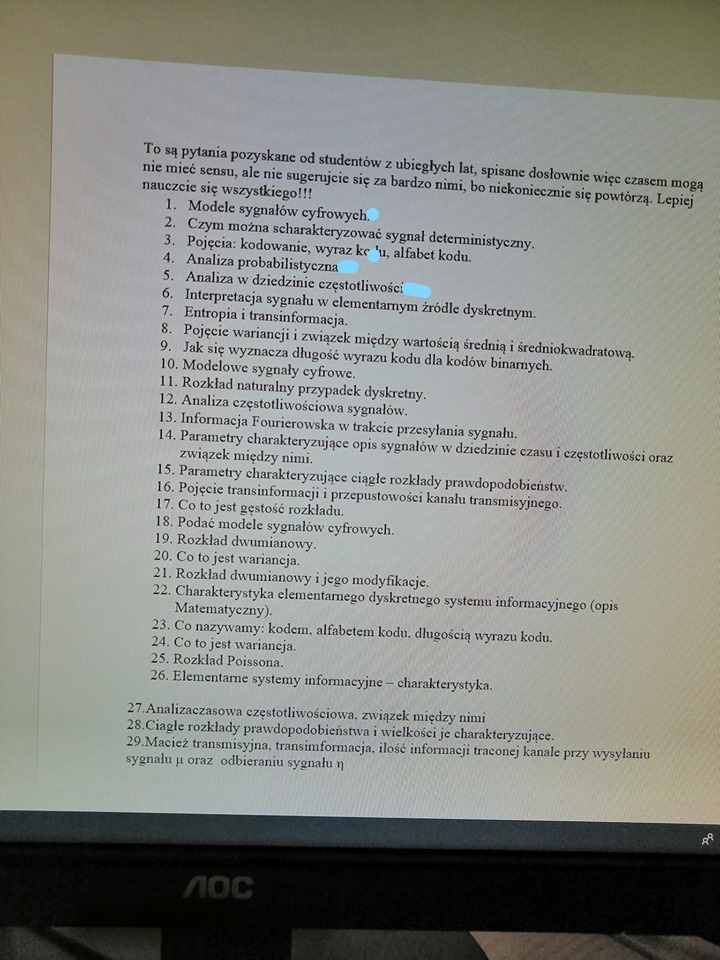 To są pytania pozyskane od studentów z ubiegłych lat, spisane dosłownie więc czasem mogą
nie mieć sensu, ale nie sugerujcie się za bardzo nimi, bo niekoniecznie się powtórzą. Lepiej
nauczcie się wszystkiego!!!
1. Modele sygnałów cyfrowych.
2. Czym można scharakteryzować sygnał deterministyczny.
3. Pojęcia: kodowanie, wyraz kodu, alfabet kodu.
4. Analiza probabilistyczna
5. Analiza w dziedzinie częstotliwości
6. Interpretacja sygnału w elementarnym źródle dyskretnym.
7. Entropia i transinformacja.
8. Pojęcie wariancji i związek między wartością średnią i średniokwadratową.
9. Jak się wyznacza długość wyrazu kodu dla kodów binarnych.
10. Modelowe sygnały cyfrowe.
11. Rozkład naturalny przypadek dyskretny.
12. Analiza częstotliwościowa sygnałów.
13. Informacja Fourierowska w trakcie przesyłania sygnału.
14. Parametry charakteryzujące opis sygnałów w dziedzinie czasu i częstotliwości oraz
związek między nimi.
15. Parametry charakteryzujące ciągłe rozkłady prawdopodobieństw.
16. Pojęcie transinformacji i przepustowości kanału transmisyjnego.
17. Co to jest gęstość rozkładu.
18. Podać modele sygnałów cyfrowych.
19. Rozkład dwumianowy.
20. Co to jest wariancja.
21. Rozkład dwumianowy i jego modyfikacje.
22. Charakterystyka elementarnego dyskretnego systemu informacyjnego (opis
Matematyczny).
23. Co nazywamy: kodem, alfabetem kodu, długością wyrazu kodu.
24. Co to jest wariancja.
25. Rozkład Poissona.
26. Elementarne systemy informacyjne – charakterystyka.
27.Analizaczasowa częstotliwościowa, związek między nimi
28.Ciągłe rozkłady prawdopodobieństwa i wielkości je charakteryzujące.
29.Macież transmisyjna, transimformacja, ilość informacji traconej kanale przy wysyłaniu
sygnału μ oraz odbieraniu sygnału η
AOC